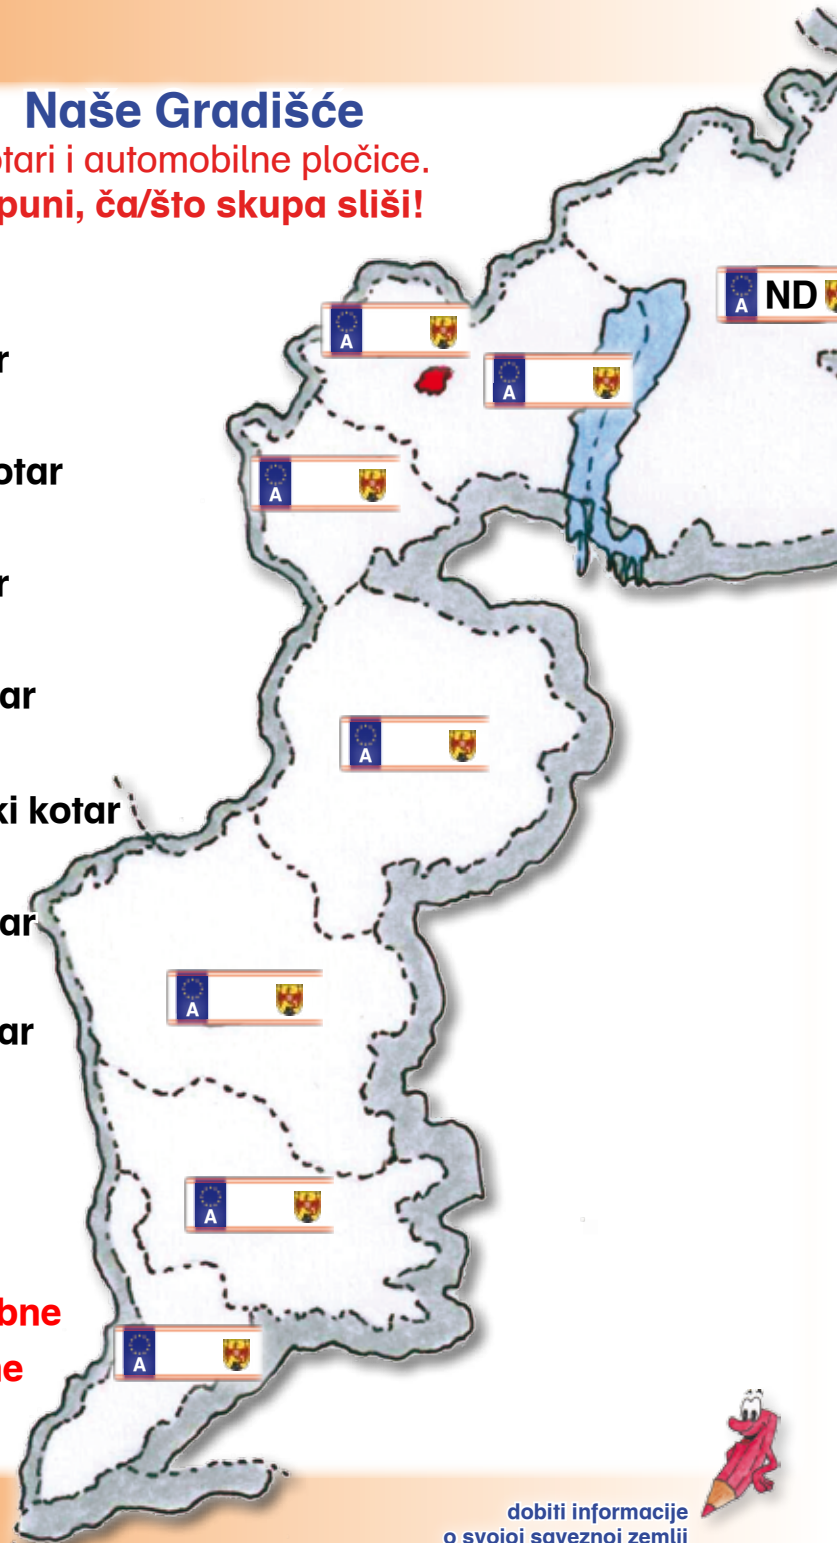 Naše Gradišće
otari i automobilne pločice.
puni, ča/što skupa sliši!
A ND
r
A
A
otar
A
r
ar
A
ki kotar
ar
A
ar
A
bne
A
ne
dobiti informacije
o svojoj saveznoj zemlji